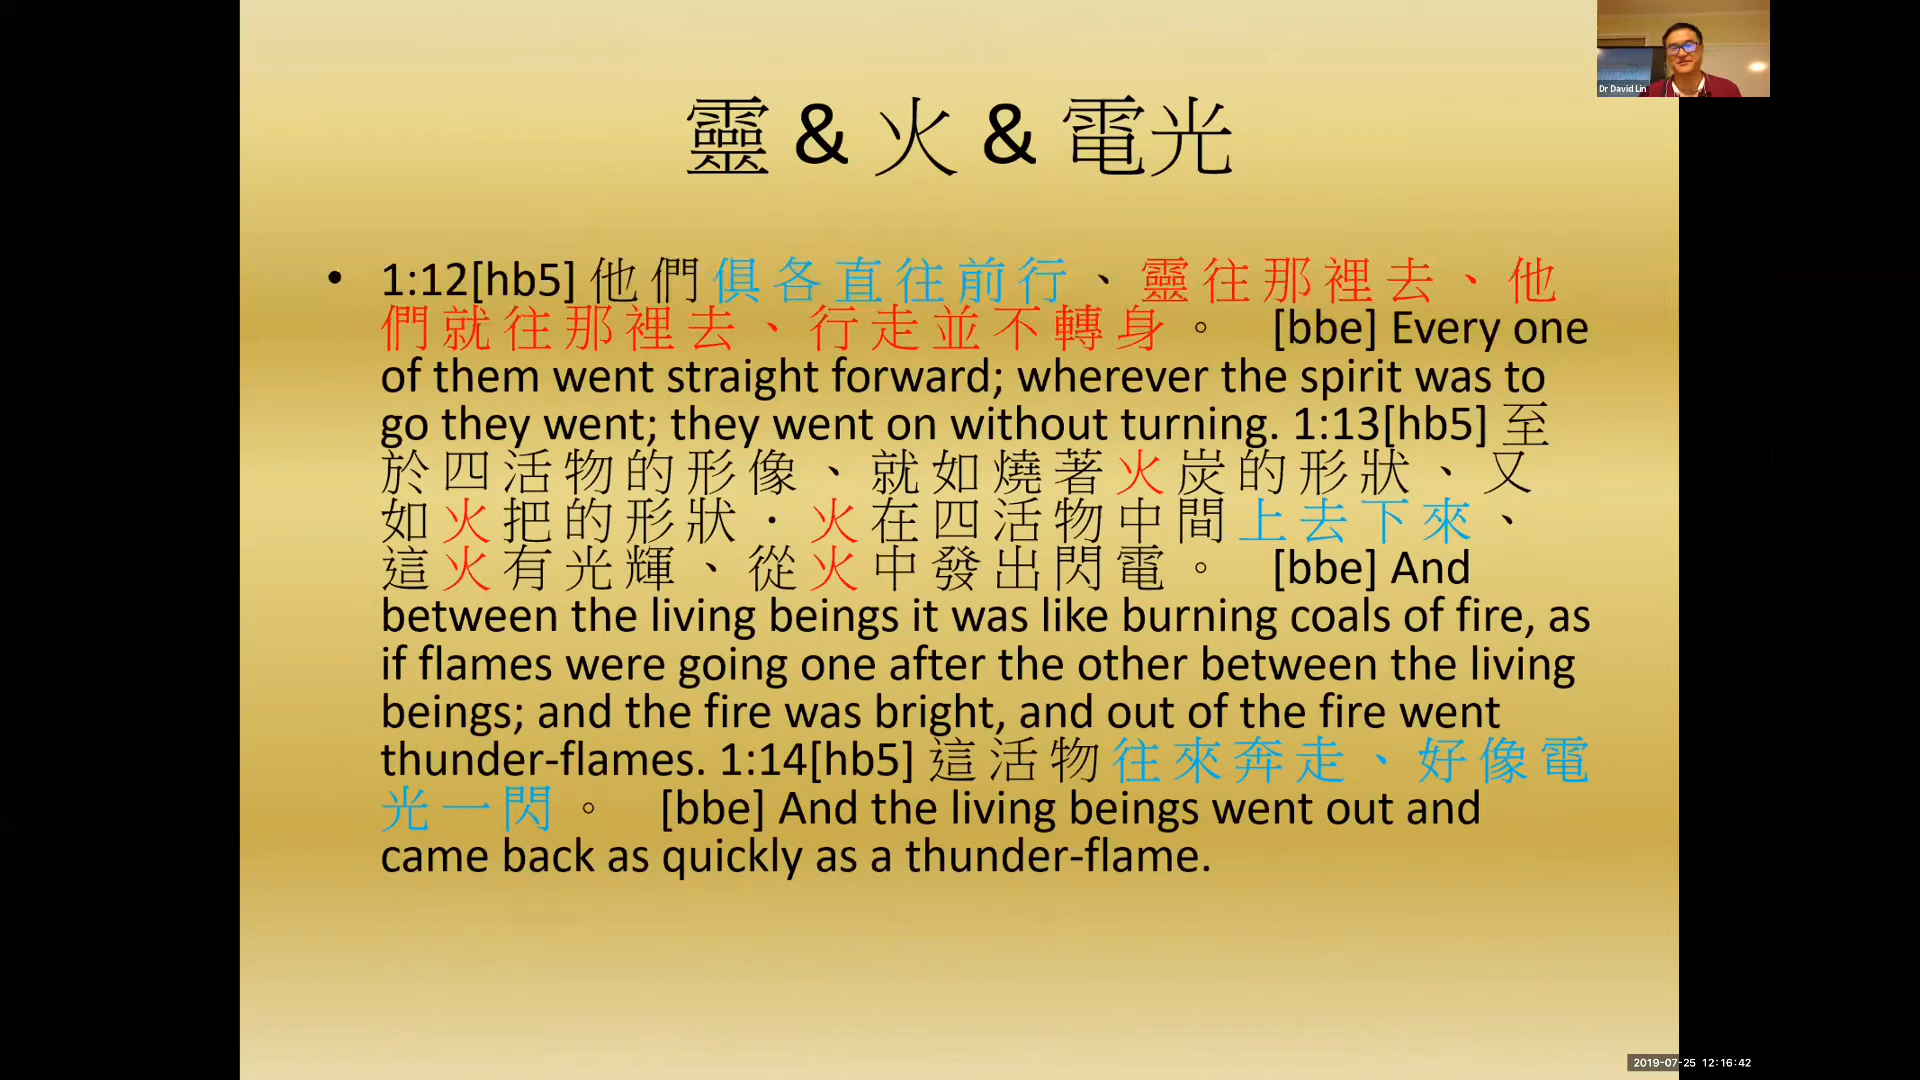 Dr David Lin
靈 & 火 & 電光
• 1:12[hb5] 他 們 俱 各 直 往 前 行 、 靈 往 那 裡 去 、 他
們 就 往 那 裡 去 、 行 走 並 不 轉 身 。 [bbe] Every one
of them went straight forward; wherever the spirit was to
go they went; they went on without turning. 1:13[hb5] 至
於 四 活 物 的 形 像 、 就 如 燒 著 火 炭 的 形 狀 、 又
如 火 把 的 形 狀 ． 火 在 四 活 物 中 間 上 去 下 來 、
這 火 有 光 輝 、 從 火 中 發 出 閃 電 。 [bbe] And
between the living beings it was like burning coals of fire, as
if flames were going one after the other between the living
beings; and the fire was bright, and out of the fire went
thunder-flames. 1:14[hb5] 這 活 物 往 來 奔 走 、 好 像 電
光 一 閃 。 [bbe] And the living beings went out and
came back as quickly as a thunder-flame.
2019-07-25 12:16:42